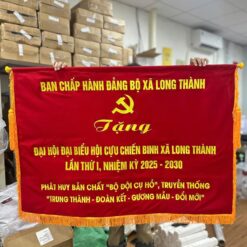 BAN CHẤP HÀNH ĐẢNG BỘ XÃ LONG THÀNH
Tặng
ĐẠI HỘI ĐẠI BIỂU HỘI CỰU CHIẾN BINH XÃ LONG THÀNH
LẦN THỨ I, NHIỆM KỲ 2025 - 2030
PHÁT HUY BẢN CHẤT "BỘ ĐỘI CỤ HỒ", TRUYỀN THỐNG
"TRUNG THÀNH - ĐOÀN KẾT - GƯƠNG MẪU - ĐỔI MỚI"